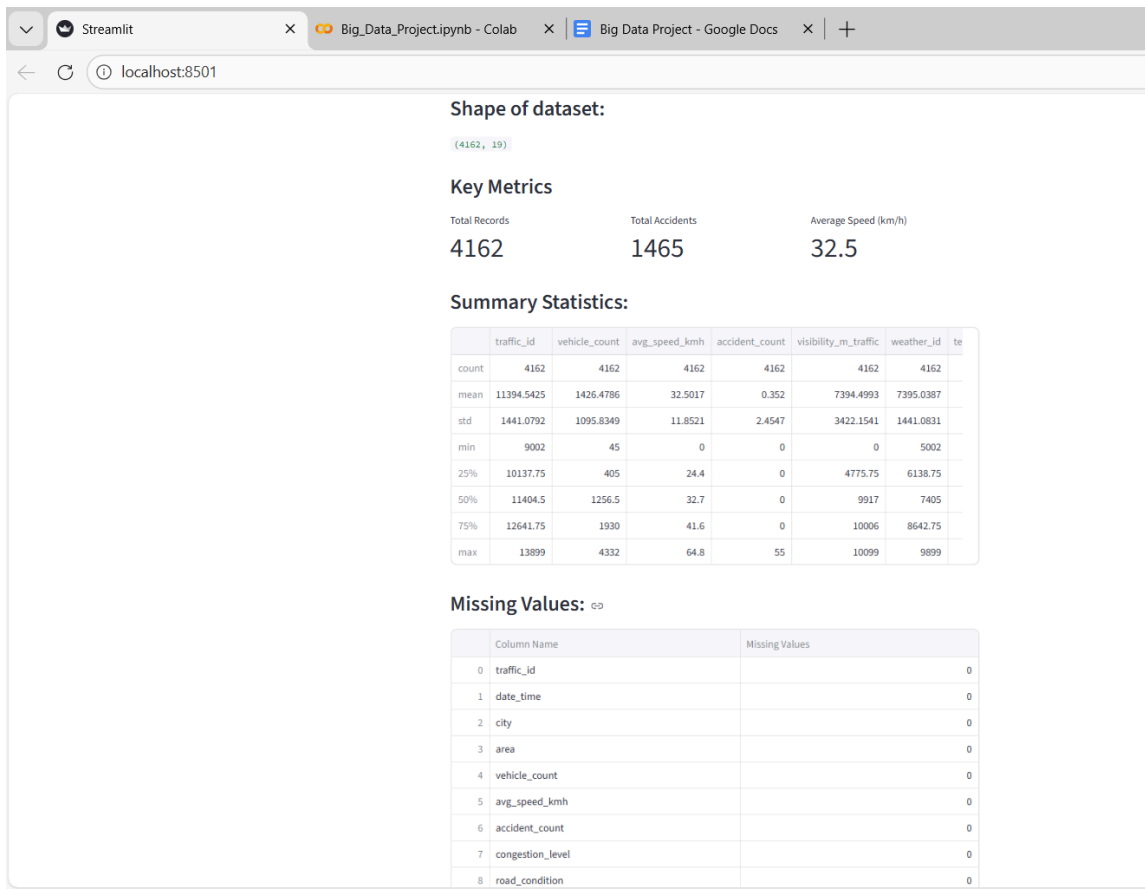 Streamlit Big_Data_Project.ipynb - Colab Big Data Project - Google Docs
localhost:8501
Shape of dataset:
(4162, 19)
Key Metrics
Total Records Total Accidents Average Speed (km/h)
4162 1465 32.5
Summary Statistics:
traffic_id vehicle_count avg_speed_kmh accident_count visibility_m_traffic weather_id te
count 4162 4162 4162 4162 4162 4162
mean 11394.5425 1426.4786 32.5017 0.352 7394.4993 7395.0387
std 1441.0792 1095.8349 11.8521 2.4547 3422.1541 1441.0831
min 9002 45 0 0 0 5002
25% 10137.75 405 24.4 0 4775.75 6138.75
50% 11404.5 1256.5 32.7 0 9917 7405
75% 12641.75 1930 41.6 0 10006 8642.75
max 13899 4332 64.8 55 10099 9899
Missing Values:
Column Name Missing Values
0 traffic_id 0
1 date_time 0
2 city 0
3 area 0
4 vehicle_count 0
5 avg_speed_kmh 0
6 accident_count 0
7 congestion_level 0
8 road_condition 0